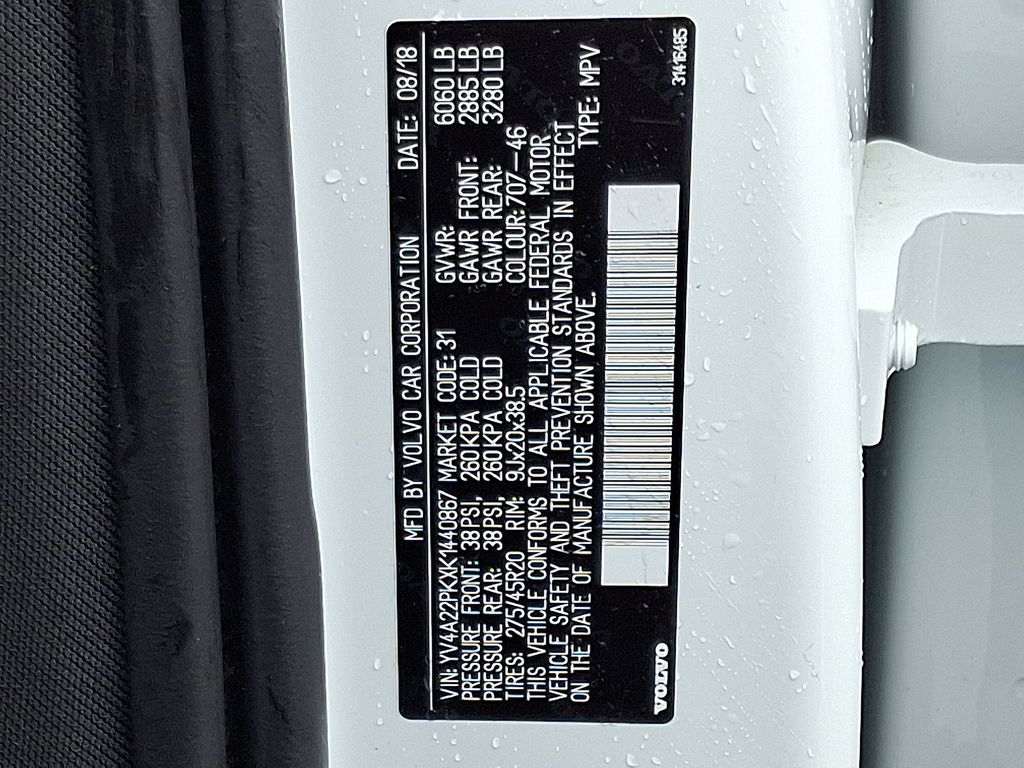 MFD BY VOLVO CAR CORPORATION DATE: 08/18
VIN: YV4A22PKXK1440867 MARKET CODE: 31 GVWR: 6060 LB
PRESSURE FRONT: 38PSI, 260KPA COLD GAWR FRONT: 2885 LB
PRESSURE REAR: 38PSI, 260KPA COLD GAWR REAR: 3280 LB
TIRES: 275/45R20 RIM: 9Jx20x38.5 COLOUR: 707-46
THIS VEHICLE CONFORMS TO ALL APPLICABLE FEDERAL MOTOR
VEHICLE SAFETY AND THEFT PREVENTION STANDARDS IN EFFECT
ON THE DATE OF MANUFACTURE SHOWN ABOVE. TYPE: MPV
VOLVO 31416485